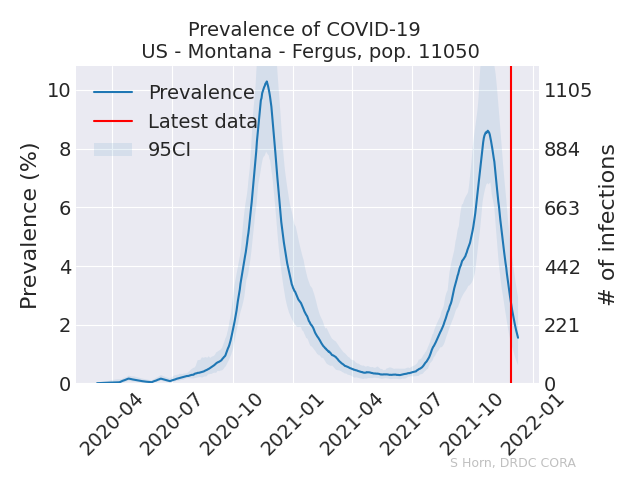 Prevalence of COVID-19
US - Montana - Fergus, pop. 11050
Prevalence
Latest data
95CI
Prevalence (%)
10
8
6
4
2
0
1105
884
663
442
221
0
# of infections
2020-04
2020-07
2020-10
2021-01
2021-04
2021-07
2021-10
2022-01
S Horn, DRDC CORA